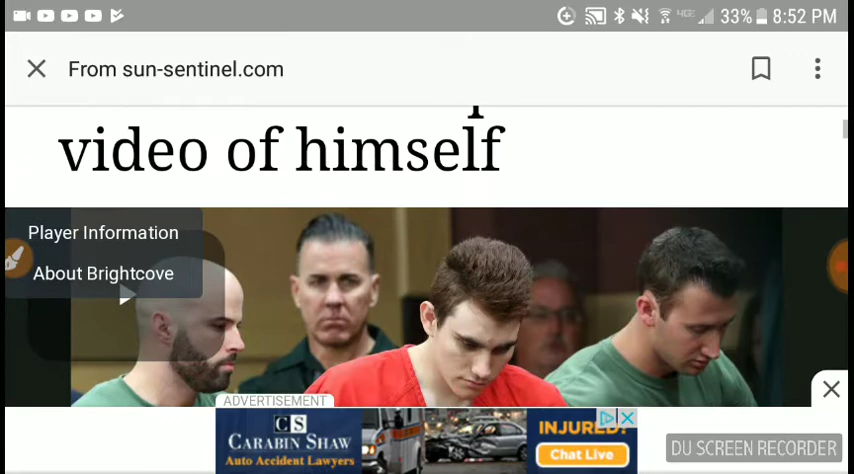 33% 8:52 PM
From sun-sentinel.com
video of himself
Player Information
About Brightcove
ADVERTISEMENT
CS
CARABIN SHAW
Auto Accident Lawyers
INJURED?
Chat Live
DU SCREEN RECORDER